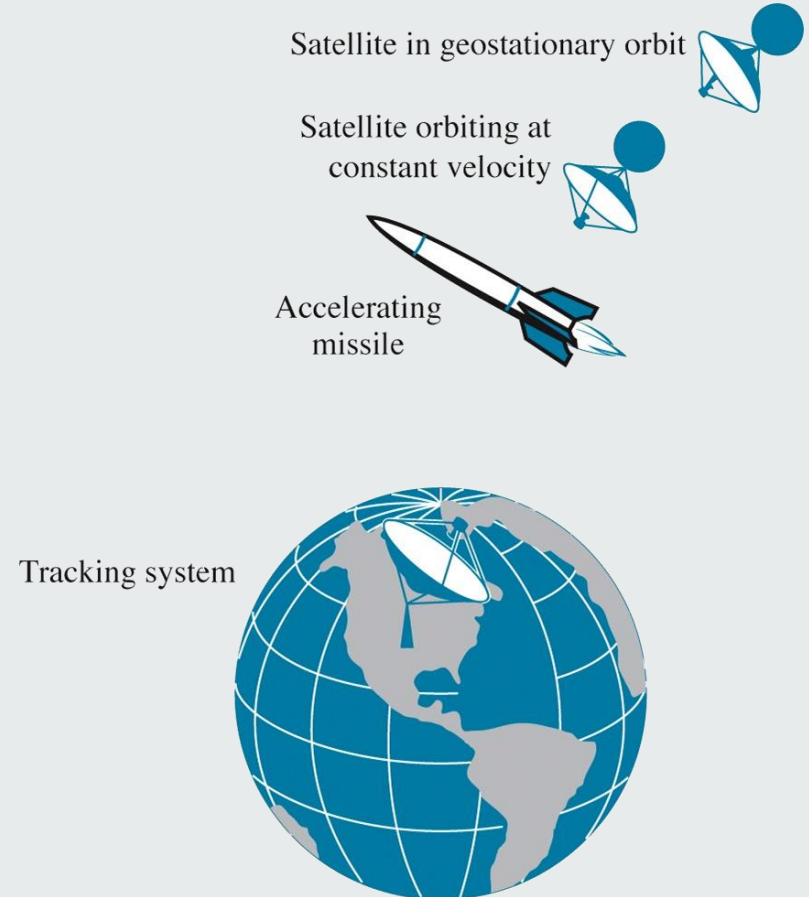 Satellite in geostationary orbit
Satellite orbiting at
constant velocity
Accelerating
missile
Tracking system